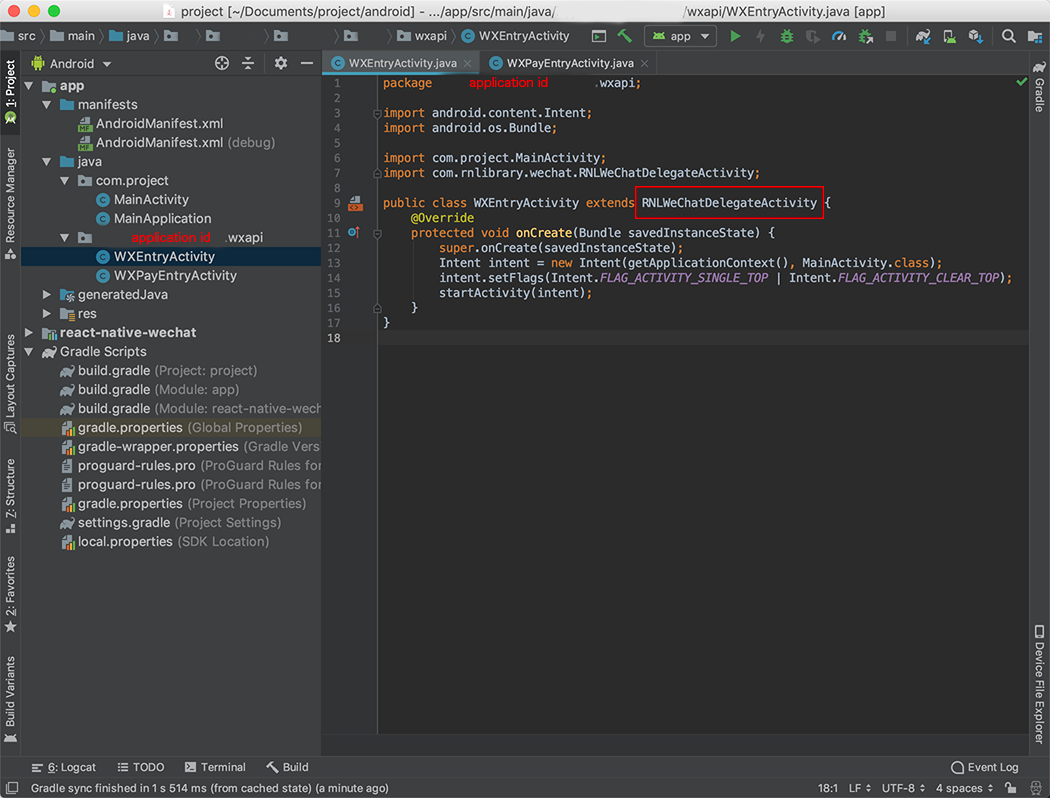 project [~/Documents/project/android] - .../app/src/main/java/ /wxapi/WXEntryActivity.java [app]
src main java wxapi WXEntryActivity app
Android
WXEntryActivity.java WXPayEntryActivity.java
1: Project
Resource Manager
Layout Captures
Z: Structure
2: Favorites
Build Variants
app
manifests
AndroidManifest.xml
AndroidManifest.xml (debug)
java
com.project
MainActivity
MainApplication
application id .wxapi
WXEntryActivity
WXPayEntryActivity
generatedJava
res
react-native-wechat
Gradle Scripts
build.gradle (Project: project)
build.gradle (Module: app)
build.gradle (Module: react-native-wech
gradle.properties (Global Properties)
gradle-wrapper.properties (Gradle Vers
proguard-rules.pro (ProGuard Rules for
proguard-rules.pro (ProGuard Rules for
gradle.properties (Project Properties)
settings.gradle (Project Settings)
local.properties (SDK Location)
1 package application id .wxapi;
2
3 import android.content.Intent;
4 import android.os.Bundle;
5
6 import com.project.MainActivity;
7 import com.rnlibrary.wechat.RNLWeChatDelegateActivity;
8
9 public class WXEntryActivity extends RNLWeChatDelegateActivity {
10 @Override
11 protected void onCreate(Bundle savedInstanceState) {
12 super.onCreate(savedInstanceState);
13 Intent intent = new Intent(getApplicationContext(), MainActivity.class);
14 intent.setFlags(Intent.FLAG_ACTIVITY_SINGLE_TOP | Intent.FLAG_ACTIVITY_CLEAR_TOP);
15 startActivity(intent);
16 }
17 }
18
Gradle
Device File Explorer
6: Logcat TODO Terminal Build Event Log
Gradle sync finished in 1 s 514 ms (from cached state) (a minute ago) 18:1 LF UTF-8 4 spaces